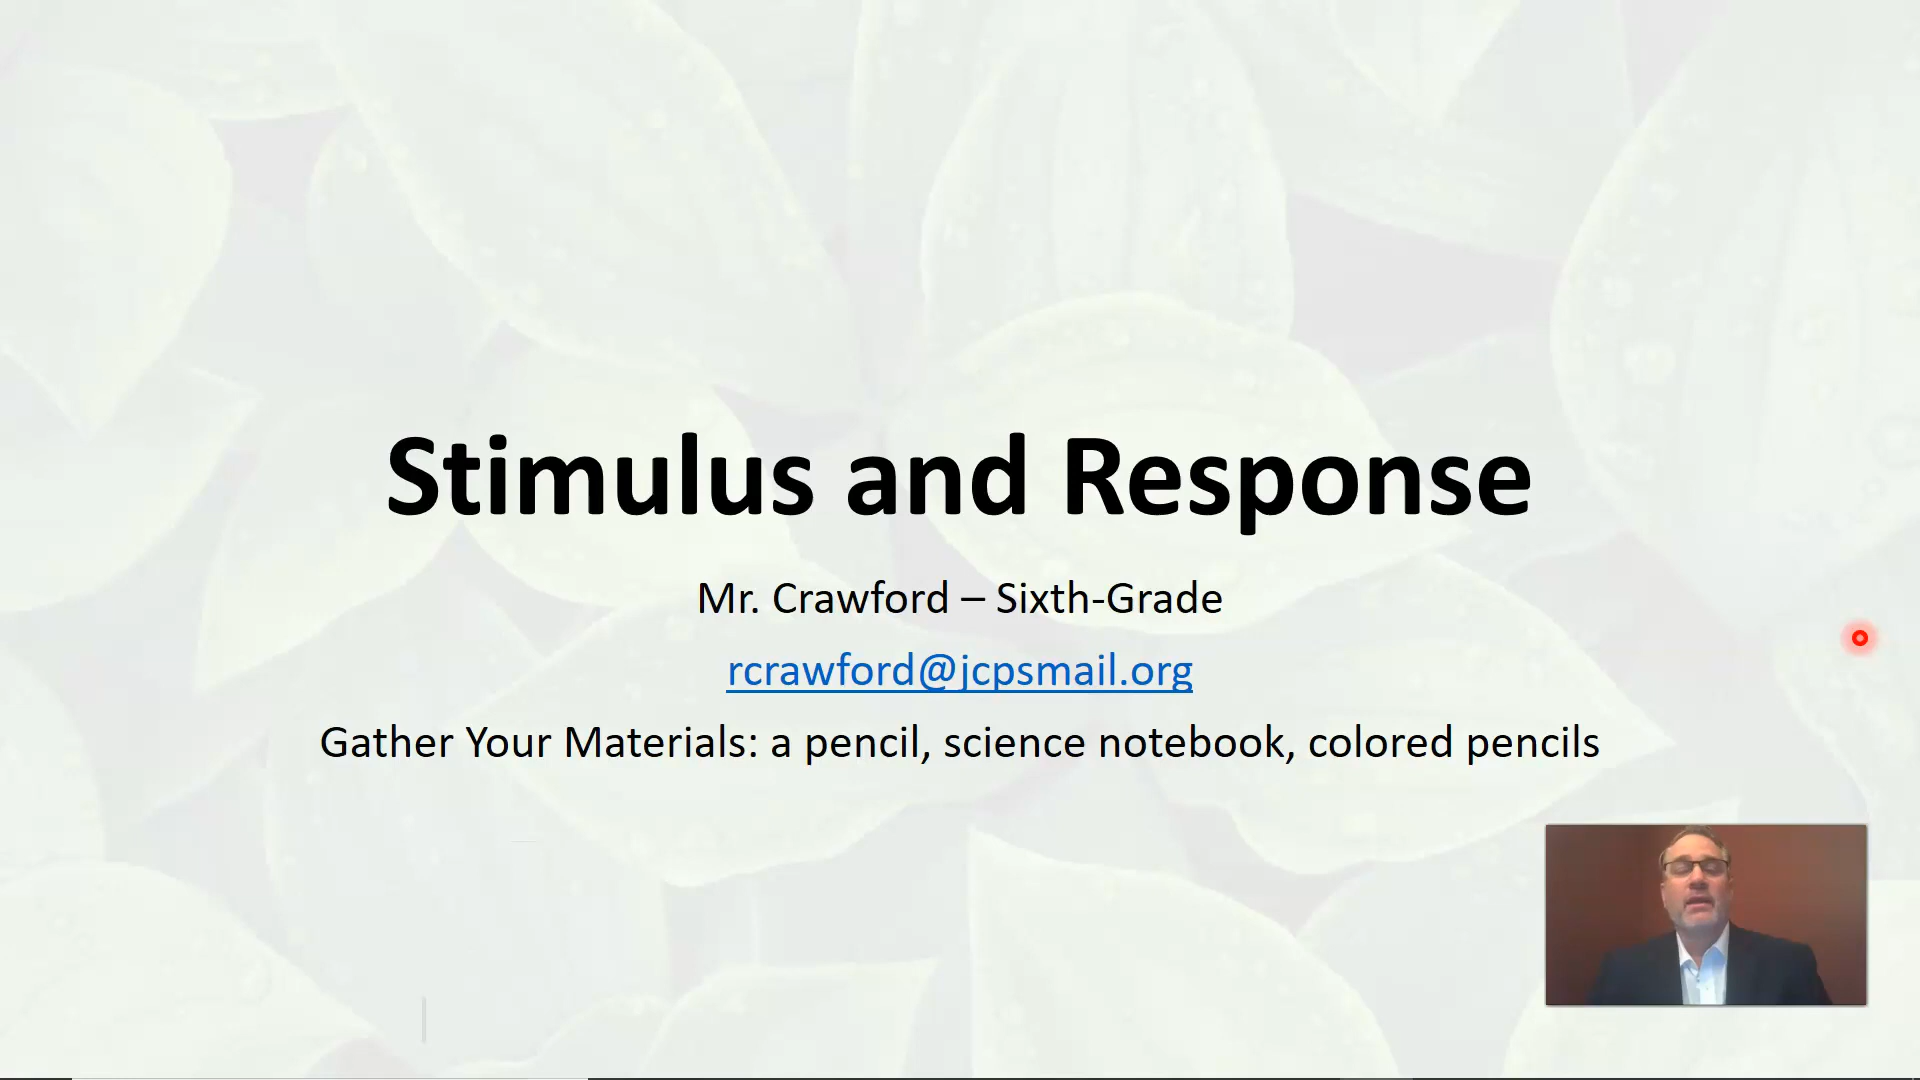 Stimulus and Response
Mr. Crawford – Sixth-Grade
rcrawford@jcpsmail.org
Gather Your Materials: a pencil, science notebook, colored pencils